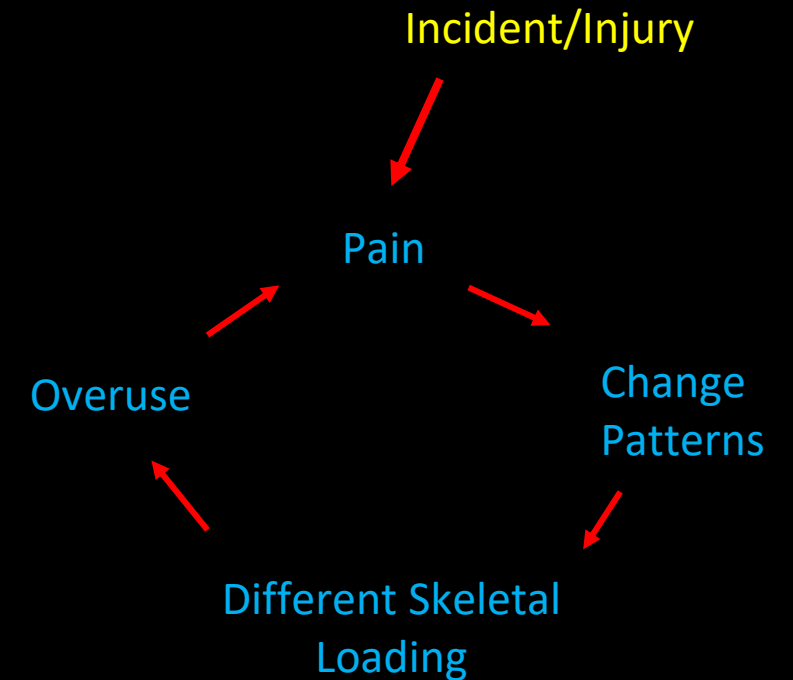 Incident/Injury
Pain
Overuse
Change
Patterns
Different Skeletal
Loading